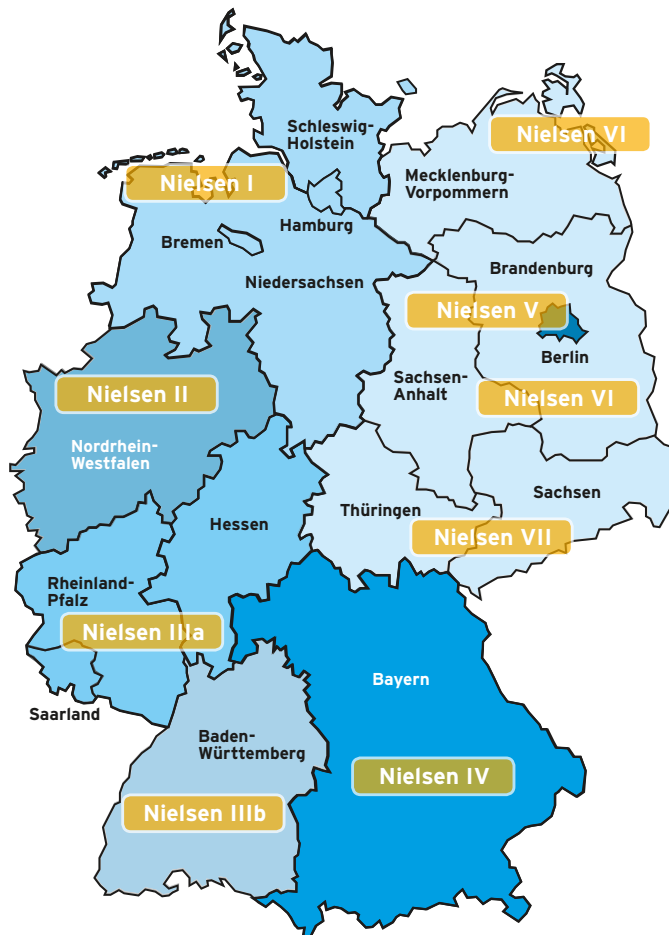 Schleswig-
Holstein
Nielsen VI
Mecklenburg-
Vorpommern
Nielsen I
Hamburg
Bremen
Niedersachsen
Brandenburg
Nielsen V
Berlin
Sachsen-
Anhalt
Nielsen II
Nielsen VI
Nordrhein-
Westfalen
Hessen
Thüringen
Sachsen
Nielsen VII
Rheinland-
Pfalz
Nielsen IIIa
Saarland
Bayern
Baden-
Württemberg
Nielsen IV
Nielsen IIIb